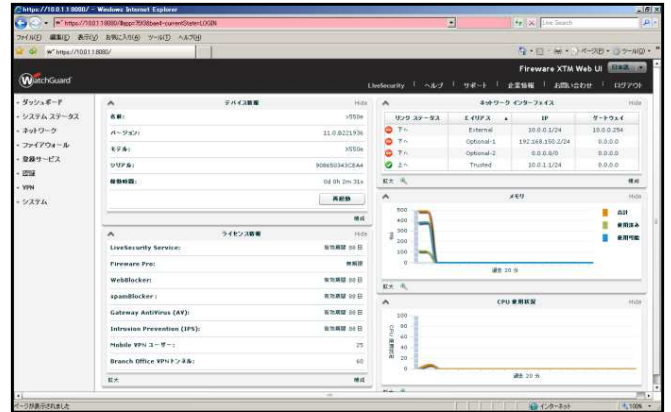 https://10.0.1.1:8080/ - Windows Internet Explorer
Live Search
ファイル(F) 編集(E) 表示(V) お気に入り(A) ツール(T) ヘルプ(H)
https://10.0.1.1:8080/
ページ(P) ツール(O)
WatchGuard
Fireware XTM Web UI 日本語
LiveSecurity ヘルプ サポート 企業情報 お問い合わせ ログアウト
ダッシュボード
システム ステータス
ネットワーク
ファイアウォール
登録サービス
認証
VPN
システム
デバイス情報 Hide
名前: x550e
バージョン: 11.0.B221936
モデル: x550e
シリアル: 908650343CEA4
稼働時間: 0d 0h 2m 31s
再起動
構成
ライセンス情報 Hide
LiveSecurity Service:
Fireware Pro: 無期限
WebBlocker:
spamBlocker:
Gateway AntiVirus (AV):
Intrusion Prevention (IPS):
Mobile VPN ユーザー: 25
Branch Office VPNトンネル: 60
拡大 構成
ネットワーク インターフェイス Hide
リンク ステータス エイリアス IP ゲートウェイ
下へ External 10.0.0.1/24 10.0.0.254
下へ Optional-1 192.168.150.2/24 0.0.0.0
下へ Optional-2 0.0.0.0/0 0.0.0.0
上へ Trusted 10.0.1.1/24 0.0.0.0
拡大 構成
メモリ Hide
500
400
300
200
100
0
合計
使用済み
使用可能
過去 20 分
拡大
CPU 使用状況 Hide
100
80
60
40
20
0
過去 20 分
ページが表示されました
インターネット 100%